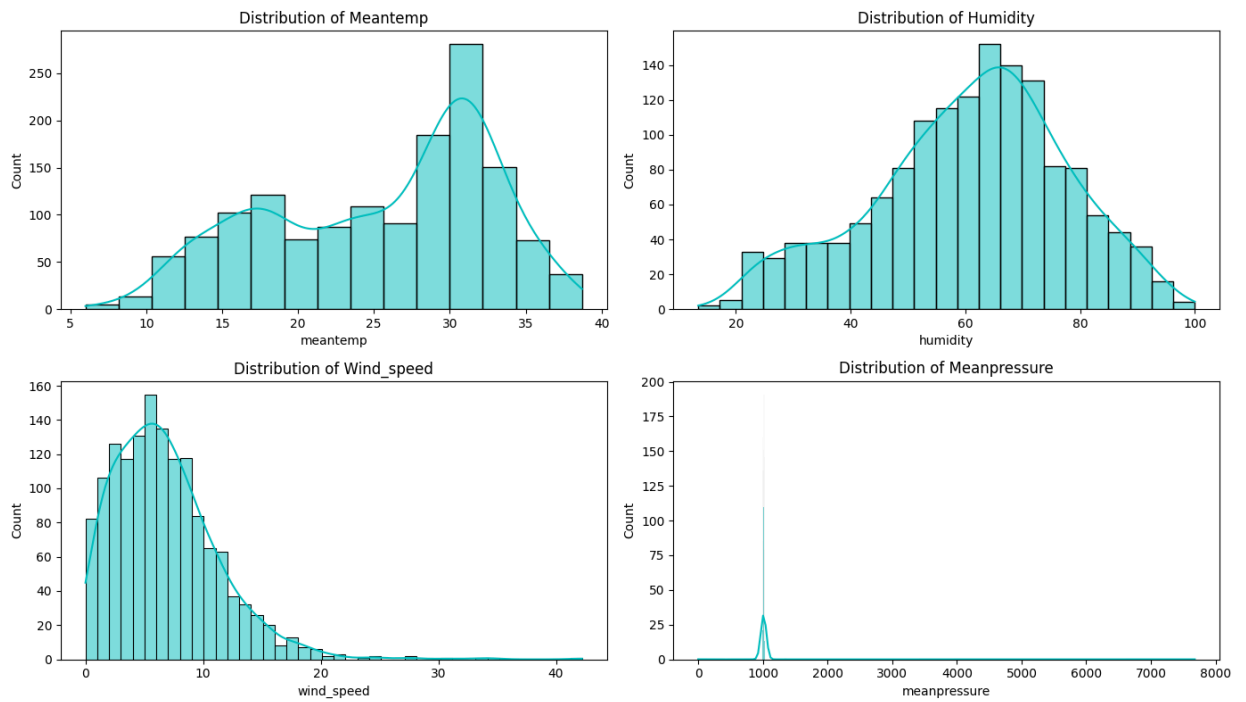 Distribution of Meantemp
Count
250
200
150
100
50
0
5 10 15 20 25 30 35 40
meantemp
Distribution of Humidity
Count
140
120
100
80
60
40
20
0
20 40 60 80 100
humidity
Distribution of Wind_speed
Count
160
140
120
100
80
60
40
20
0
0 10 20 30 40
wind_speed
Distribution of Meanpressure
Count
200
175
150
125
100
75
50
25
0
0 1000 2000 3000 4000 5000 6000 7000 8000
meanpressure